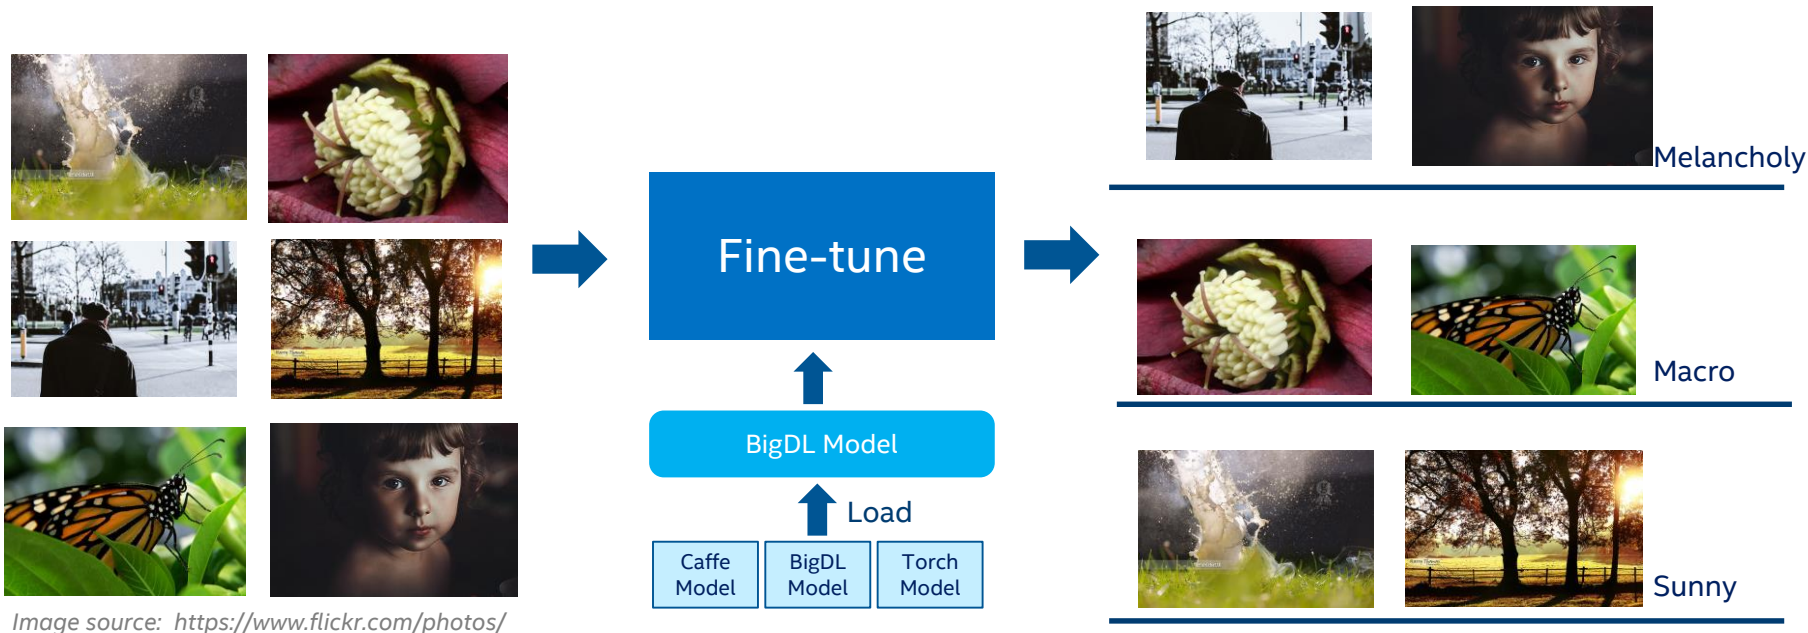 Melancholy
Fine-tune
Macro
BigDL Model
Load
Caffe
Model
BigDL
Model
Torch
Model
Sunny
Image source:  https://www.flickr.com/photos/